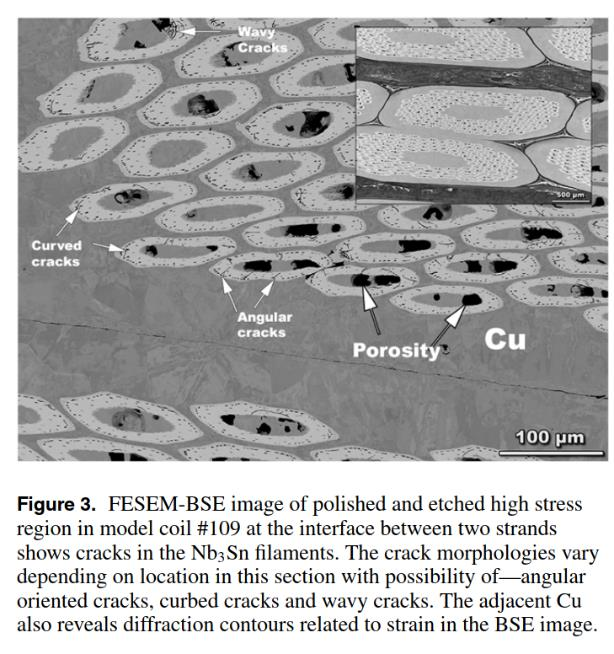 Wavy
Cracks
500 µm
Curved
cracks
Angular
cracks
Porosity
Cu
100 µm
Figure 3. FESEM-BSE image of polished and etched high stress
region in model coil #109 at the interface between two strands
shows cracks in the Nb3Sn filaments. The crack morphologies vary
depending on location in this section with possibility of—angular
oriented cracks, curbed cracks and wavy cracks. The adjacent Cu
also reveals diffraction contours related to strain in the BSE image.